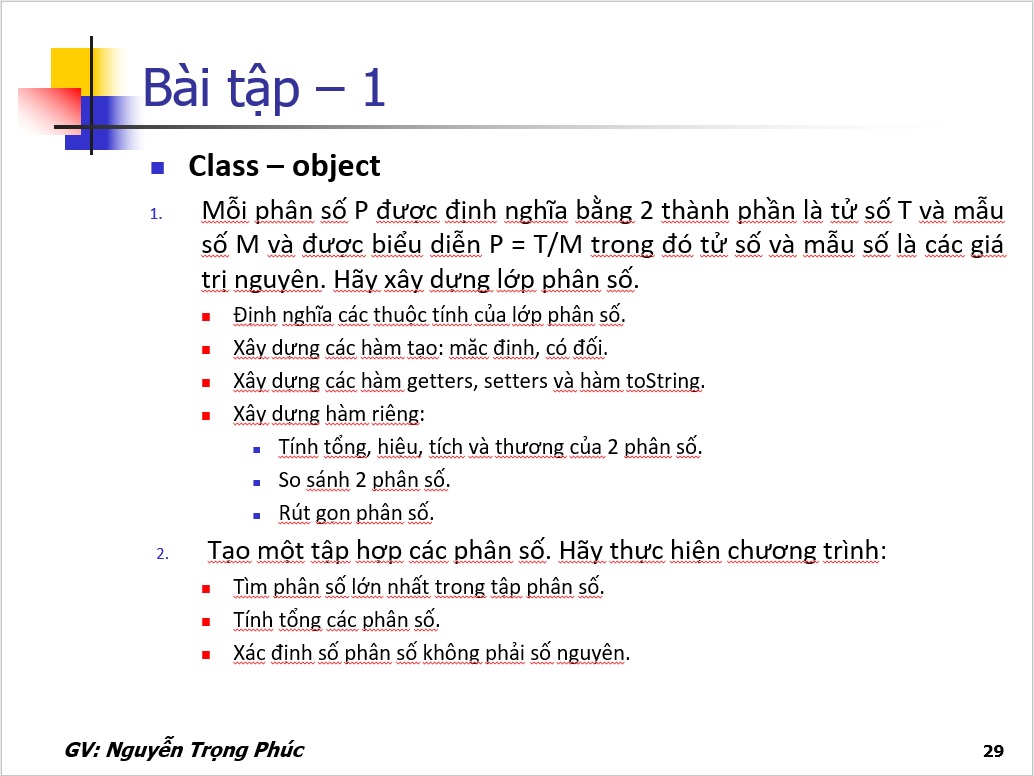 Bài tập – 1
Class – object
1. Mỗi phân số P được định nghĩa bằng 2 thành phần là tử số T và mẫu
số M và được biểu diễn P = T/M trong đó tử số và mẫu số là các giá
trị nguyên. Hãy xây dựng lớp phân số.
Định nghĩa các thuộc tính của lớp phân số.
Xây dựng các hàm tạo: măc định, có đối.
Xây dựng các hàm getters, setters và hàm toString.
Xây dựng hàm riêng:
Tính tổng, hiêu, tích và thương của 2 phân số.
So sánh 2 phân số.
Rút gọn phân số.
2. Tạo một tập hợp các phân số. Hãy thực hiện chương trình:
Tìm phân số lớn nhất trong tập phân số.
Tính tổng các phân số.
Xác định số phân số không phải số nguyên.
GV: Nguyễn Trọng Phúc
29